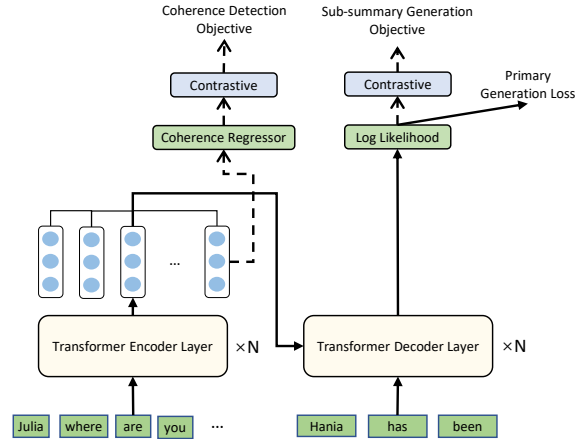 Coherence Detection
Objective
Sub-summary Generation
Objective
Contrastive
Contrastive
Primary
Generation Loss
Coherence Regressor
Log Likelihood
...
Transformer Encoder Layer
×N
Transformer Decoder Layer
×N
Julia where are you ...
Hania has been